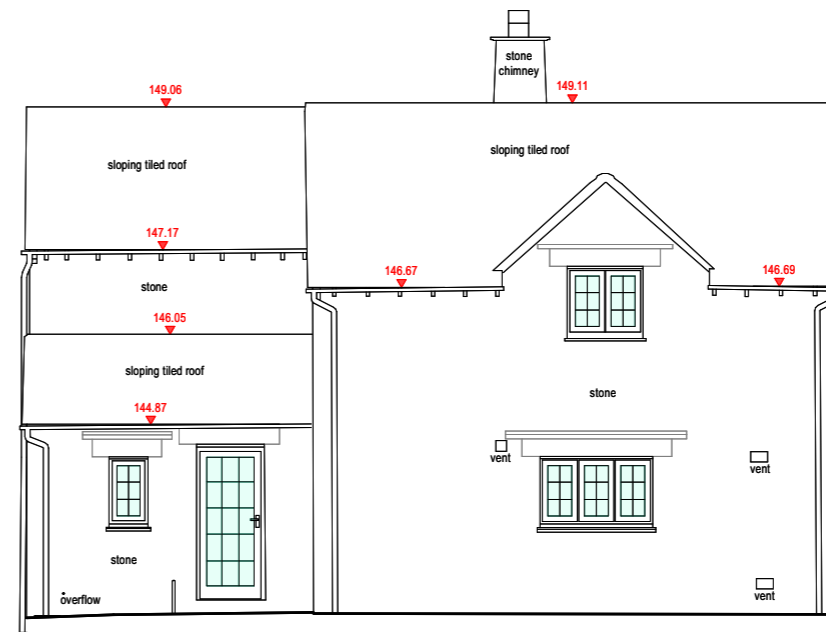 stone
chimney
149.06
149.11
sloping tiled roof
sloping tiled roof
147.17
146.67
146.69
stone
146.05
sloping tiled roof
stone
144.87
vent
vent
stone
overflow
vent